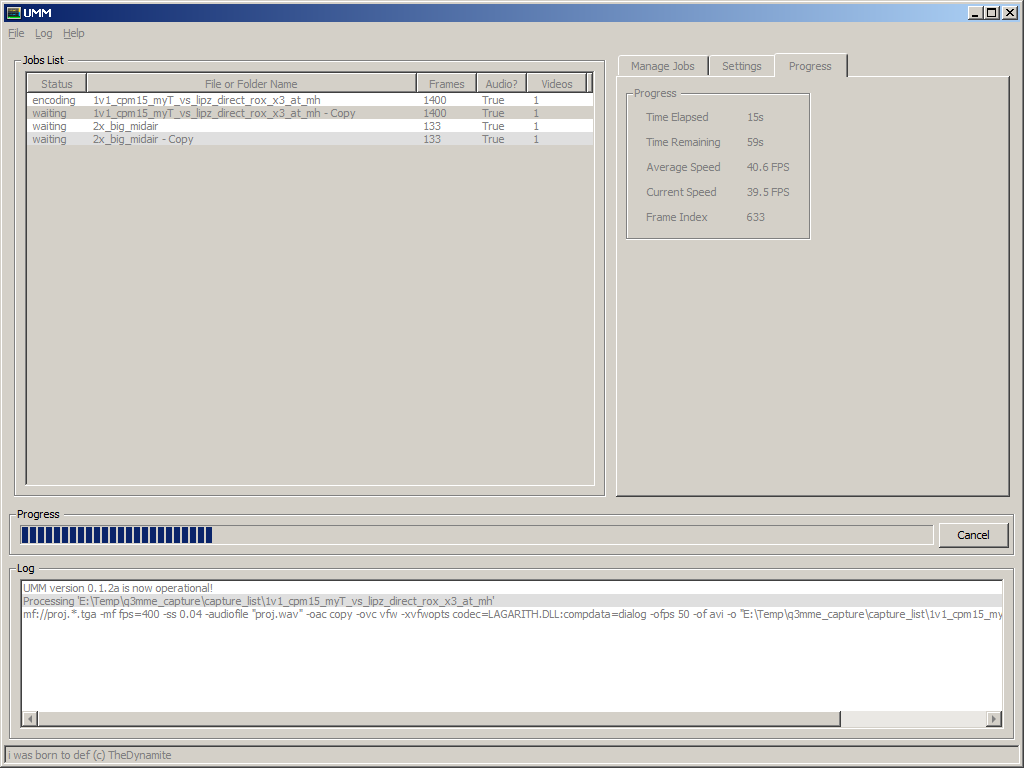 UMM
File Log Help
Jobs List
Status File or Folder Name Frames Audio? Videos
encoding 1v1_cpm15_myT_vs_lipz_direct_rox_x3_at_mh 1400 True 1
waiting 1v1_cpm15_myT_vs_lipz_direct_rox_x3_at_mh - Copy 1400 True 1
waiting 2x_big_midair 133 True 1
waiting 2x_big_midair - Copy 133 True 1
Manage Jobs Settings Progress
Progress
Time Elapsed 15s
Time Remaining 59s
Average Speed 40.6 FPS
Current Speed 39.5 FPS
Frame Index 633
Progress
Cancel
Log
UMM version 0.1.2a is now operational!
Processing 'E:\Temp\q3mme_capture\capture_list\1v1_cpm15_myT_vs_lipz_direct_rox_x3_at_mh'
mf://proj.*.tga -mf fps=400 -ss 0.04 -audiofile "proj.wav" -oac copy -ovc vfw -xvfwopts codec=LAGARITH.DLL:compdata=dialog -ofps 50 -of avi -o "E:\Temp\q3mme_capture\capture_list\1v1_cpm15_my
i was born to def (c) TheDynamite